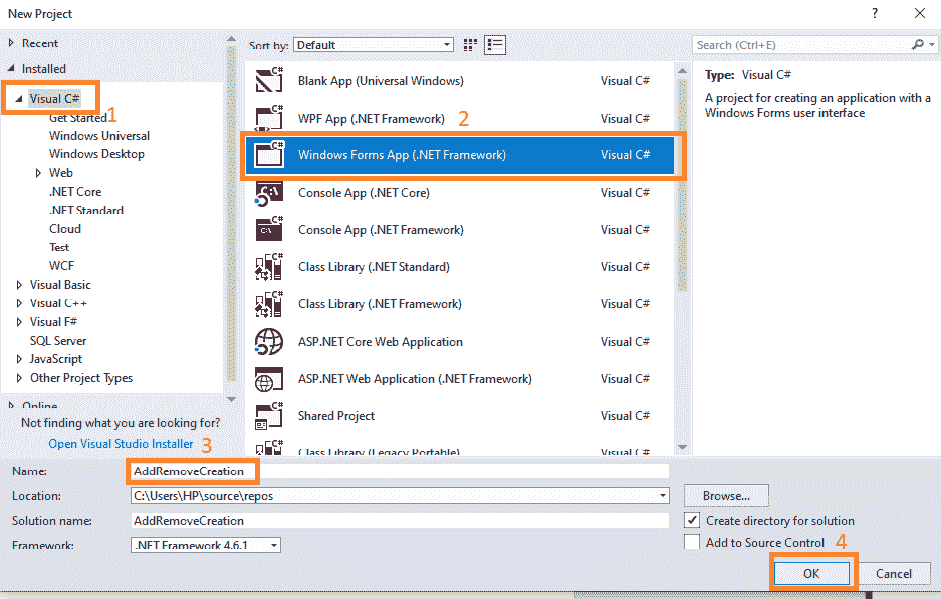 New Project
?
Recent
Installed
Visual C#
1
Get Started
Windows Universal
Windows Desktop
Web
.NET Core
.NET Standard
Cloud
Test
WCF
Visual Basic
Visual C++
Visual F#
SQL Server
JavaScript
Other Project Types
Online
Not finding what you are looking for?
Open Visual Studio Installer
3
Sort by: Default
Blank App (Universal Windows) Visual C#
WPF App (.NET Framework) 2 Visual C#
Windows Forms App (.NET Framework) Visual C#
Console App (.NET Core) Visual C#
Console App (.NET Framework) Visual C#
Class Library (.NET Standard) Visual C#
Class Library (.NET Framework) Visual C#
ASP.NET Core Web Application Visual C#
ASP.NET Web Application (.NET Framework) Visual C#
Shared Project Visual C#
Class Library (Legacy Portable) Visual C#
Search (Ctrl+E)
Type: Visual C#
A project for creating an application with a
Windows Forms user interface
Name: AddRemoveCreation
Location: C:\Users\HP\source\repos
Browse...
Solution name: AddRemoveCreation
Create directory for solution
Framework: .NET Framework 4.6.1
Add to Source Control
4
OK
Cancel